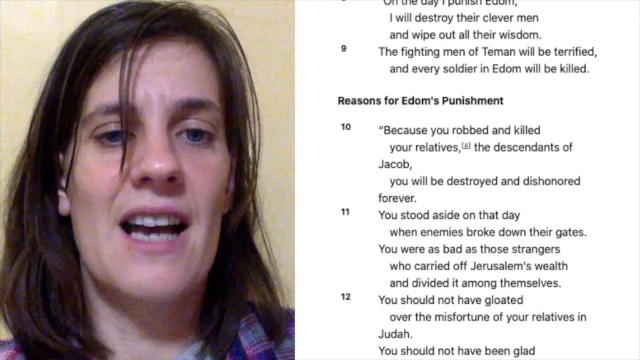 "On the day I punish Edom,
I will destroy their clever men
and wipe out all their wisdom.
9 The fighting men of Teman will be terrified,
and every soldier in Edom will be killed.
Reasons for Edom's Punishment
10 "Because you robbed and killed
your relatives,[a] the descendants of
Jacob,
you will be destroyed and dishonored
forever.
11 You stood aside on that day
when enemies broke down their gates.
You were as bad as those strangers
who carried off Jerusalem's wealth
and divided it among themselves.
12 You should not have gloated
over the misfortune of your relatives in
Judah.
You should not have been glad